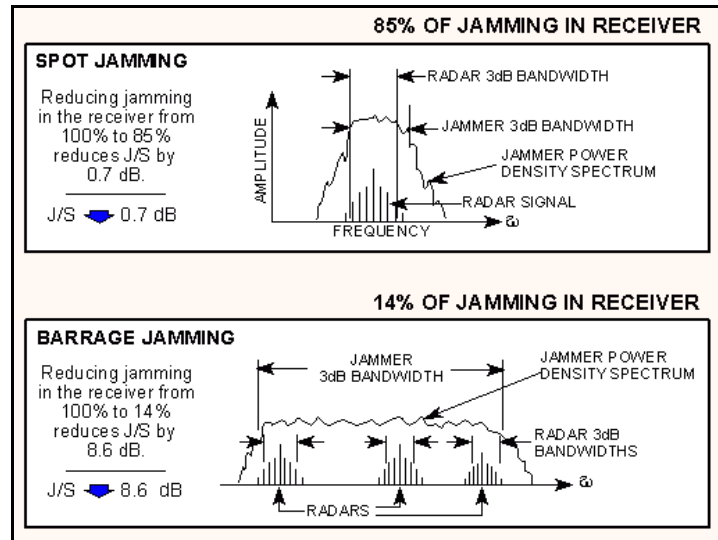 85% OF JAMMING IN RECEIVER
SPOT JAMMING
Reducing jamming
in the receiver from
100% to 85%
reduces J/S by
0.7 dB.
J/S 0.7 dB
AMPLITUDE
FREQUENCY
RADAR 3dB BANDWIDTH
JAMMER 3dB BANDWIDTH
JAMMER POWER
DENSITY SPECTRUM
RADAR SIGNAL
ω
14% OF JAMMING IN RECEIVER
BARRAGE JAMMING
Reducing jamming
in the receiver from
100% to 14%
reduces J/S by
8.6 dB.
J/S 8.6 dB
JAMMER
3dB BANDWIDTH
JAMMER POWER
DENSITY SPECTRUM
RADAR 3dB
BANDWIDTHS
ω
RADARS